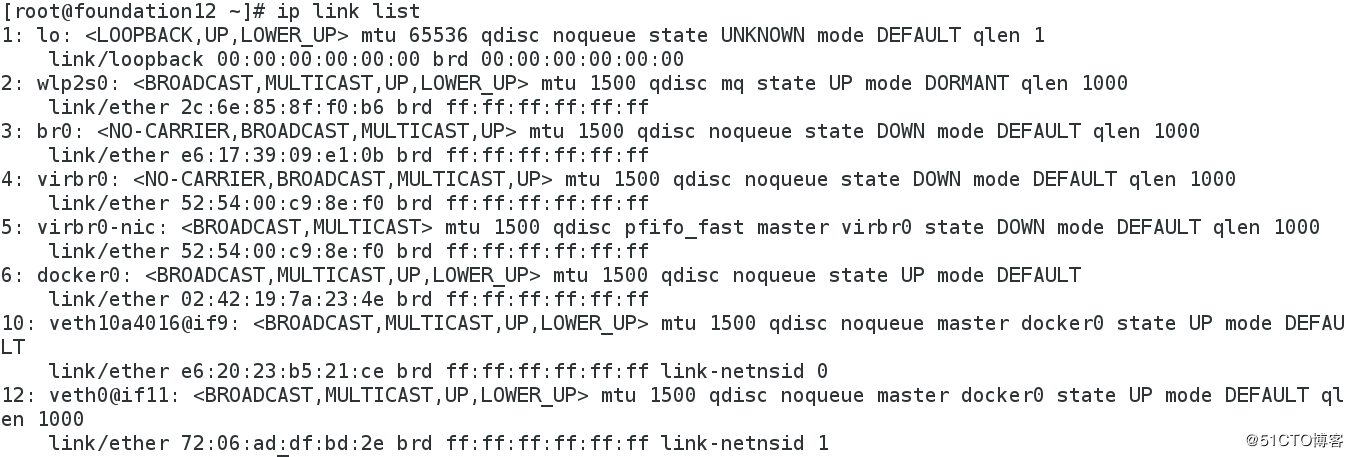 [root@foundation12 ~]# ip link list
1: lo: <LOOPBACK,UP,LOWER_UP> mtu 65536 qdisc noqueue state UNKNOWN mode DEFAULT qlen 1
    link/loopback 00:00:00:00:00:00 brd 00:00:00:00:00:00
2: wlp2s0: <BROADCAST,MULTICAST,UP,LOWER_UP> mtu 1500 qdisc mq state UP mode DORMANT qlen 1000
    link/ether 2c:6e:85:8f:f0:b6 brd ff:ff:ff:ff:ff:ff
3: br0: <NO-CARRIER,BROADCAST,MULTICAST,UP> mtu 1500 qdisc noqueue state DOWN mode DEFAULT qlen 1000
    link/ether e6:17:39:09:e1:0b brd ff:ff:ff:ff:ff:ff
4: virbr0: <NO-CARRIER,BROADCAST,MULTICAST,UP> mtu 1500 qdisc noqueue state DOWN mode DEFAULT qlen 1000
    link/ether 52:54:00:c9:8e:f0 brd ff:ff:ff:ff:ff:ff
5: virbr0-nic: <BROADCAST,MULTICAST> mtu 1500 qdisc pfifo_fast master virbr0 state DOWN mode DEFAULT qlen 1000
    link/ether 52:54:00:c9:8e:f0 brd ff:ff:ff:ff:ff:ff
6: docker0: <BROADCAST,MULTICAST,UP,LOWER_UP> mtu 1500 qdisc noqueue state UP mode DEFAULT
    link/ether 02:42:19:7a:23:4e brd ff:ff:ff:ff:ff:ff
10: veth10a4016@if9: <BROADCAST,MULTICAST,UP,LOWER_UP> mtu 1500 qdisc noqueue master docker0 state UP mode DEFAU
LT
    link/ether e6:20:23:b5:21:ce brd ff:ff:ff:ff:ff:ff link-netnsid 0
12: veth0@if11: <BROADCAST,MULTICAST,UP,LOWER_UP> mtu 1500 qdisc noqueue master docker0 state UP mode DEFAULT ql
en 1000
    link/ether 72:06:ad:df:bd:2e brd ff:ff:ff:ff:ff:ff link-netnsid 1
@51CTO博客